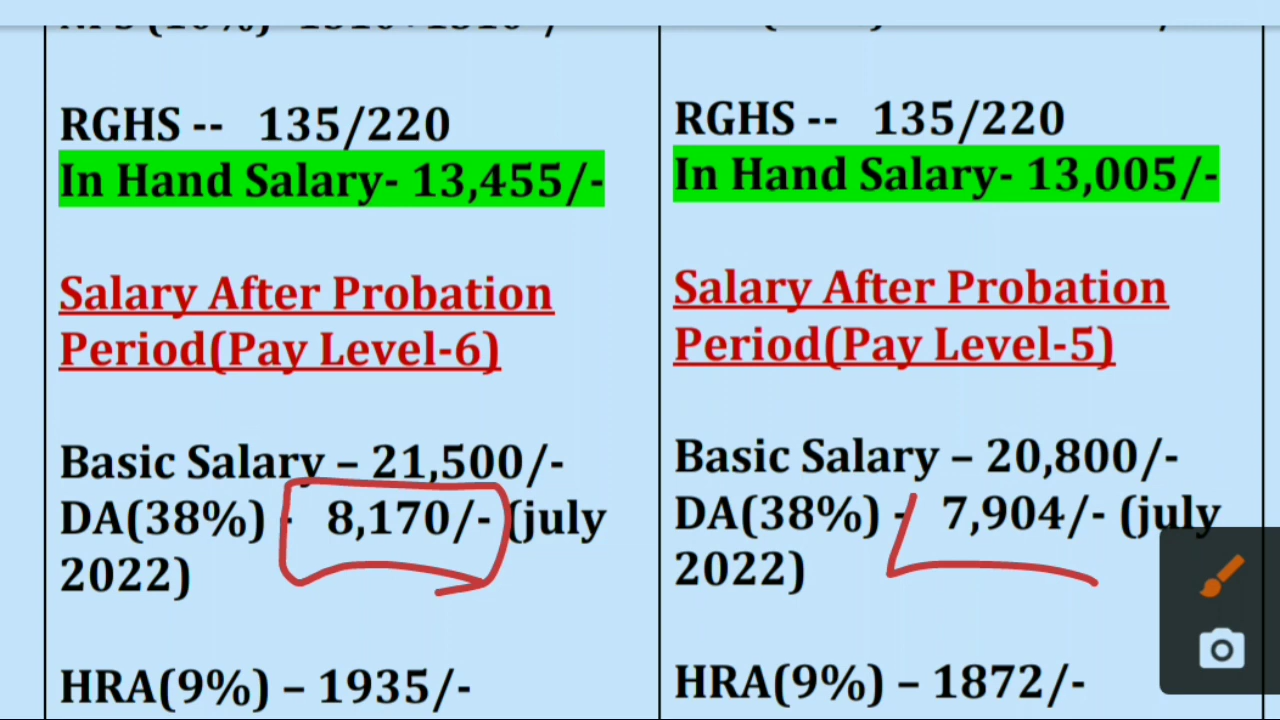 RGHS -- 135/220
In Hand Salary- 13,455/-
Salary After Probation
Period(Pay Level-6)
Basic Salary – 21,500/-
DA(38%) - 8,170/- (july
2022)
HRA(9%) – 1935/-
RGHS -- 135/220
In Hand Salary- 13,005/-
Salary After Probation
Period(Pay Level-5)
Basic Salary – 20,800/-
DA(38%) - 7,904/- (july
2022)
HRA(9%) – 1872/-